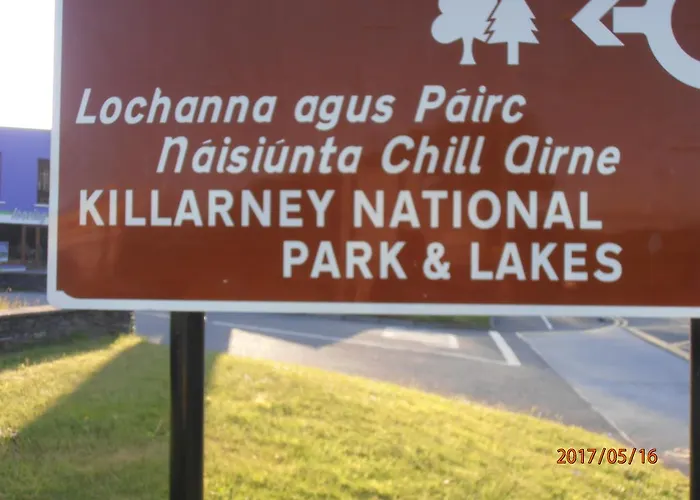 Lochanna agus Páirc
Náisiúnta Chill Airne
KILLARNEY NATIONAL
PARK & LAKES
2017/05/16